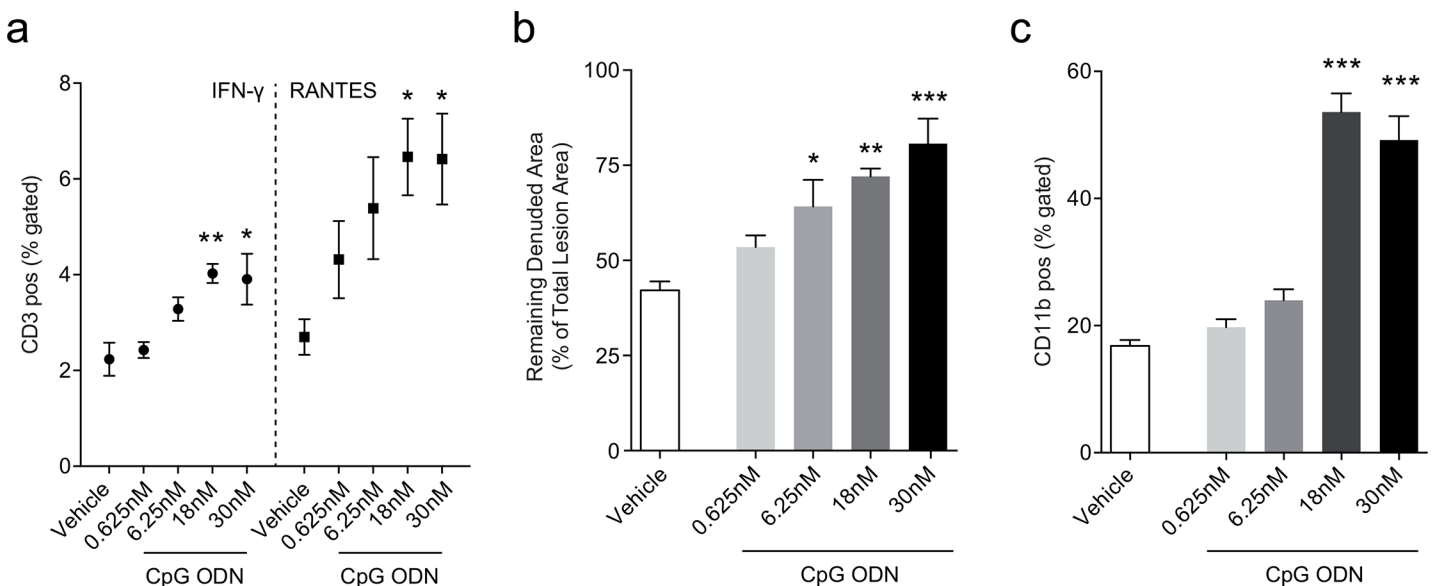 a
8
6
4
2
0
CD3 pos (% gated)
IFN-γ
RANTES
**
*
*
*
Vehicle
0.625nM
6.25nM
18nM
30nM
Vehicle
0.625nM
6.25nM
18nM
30nM
CpG ODN
CpG ODN
b
100
75
50
25
0
Remaining Denuded Area
(% of Total Lesion Area)
*
**
***
Vehicle
0.625nM
6.25nM
18nM
30nM
CpG ODN
c
60
40
20
0
CD11b pos (% gated)
***
***
Vehicle
0.625nM
6.25nM
18nM
30nM
CpG ODN